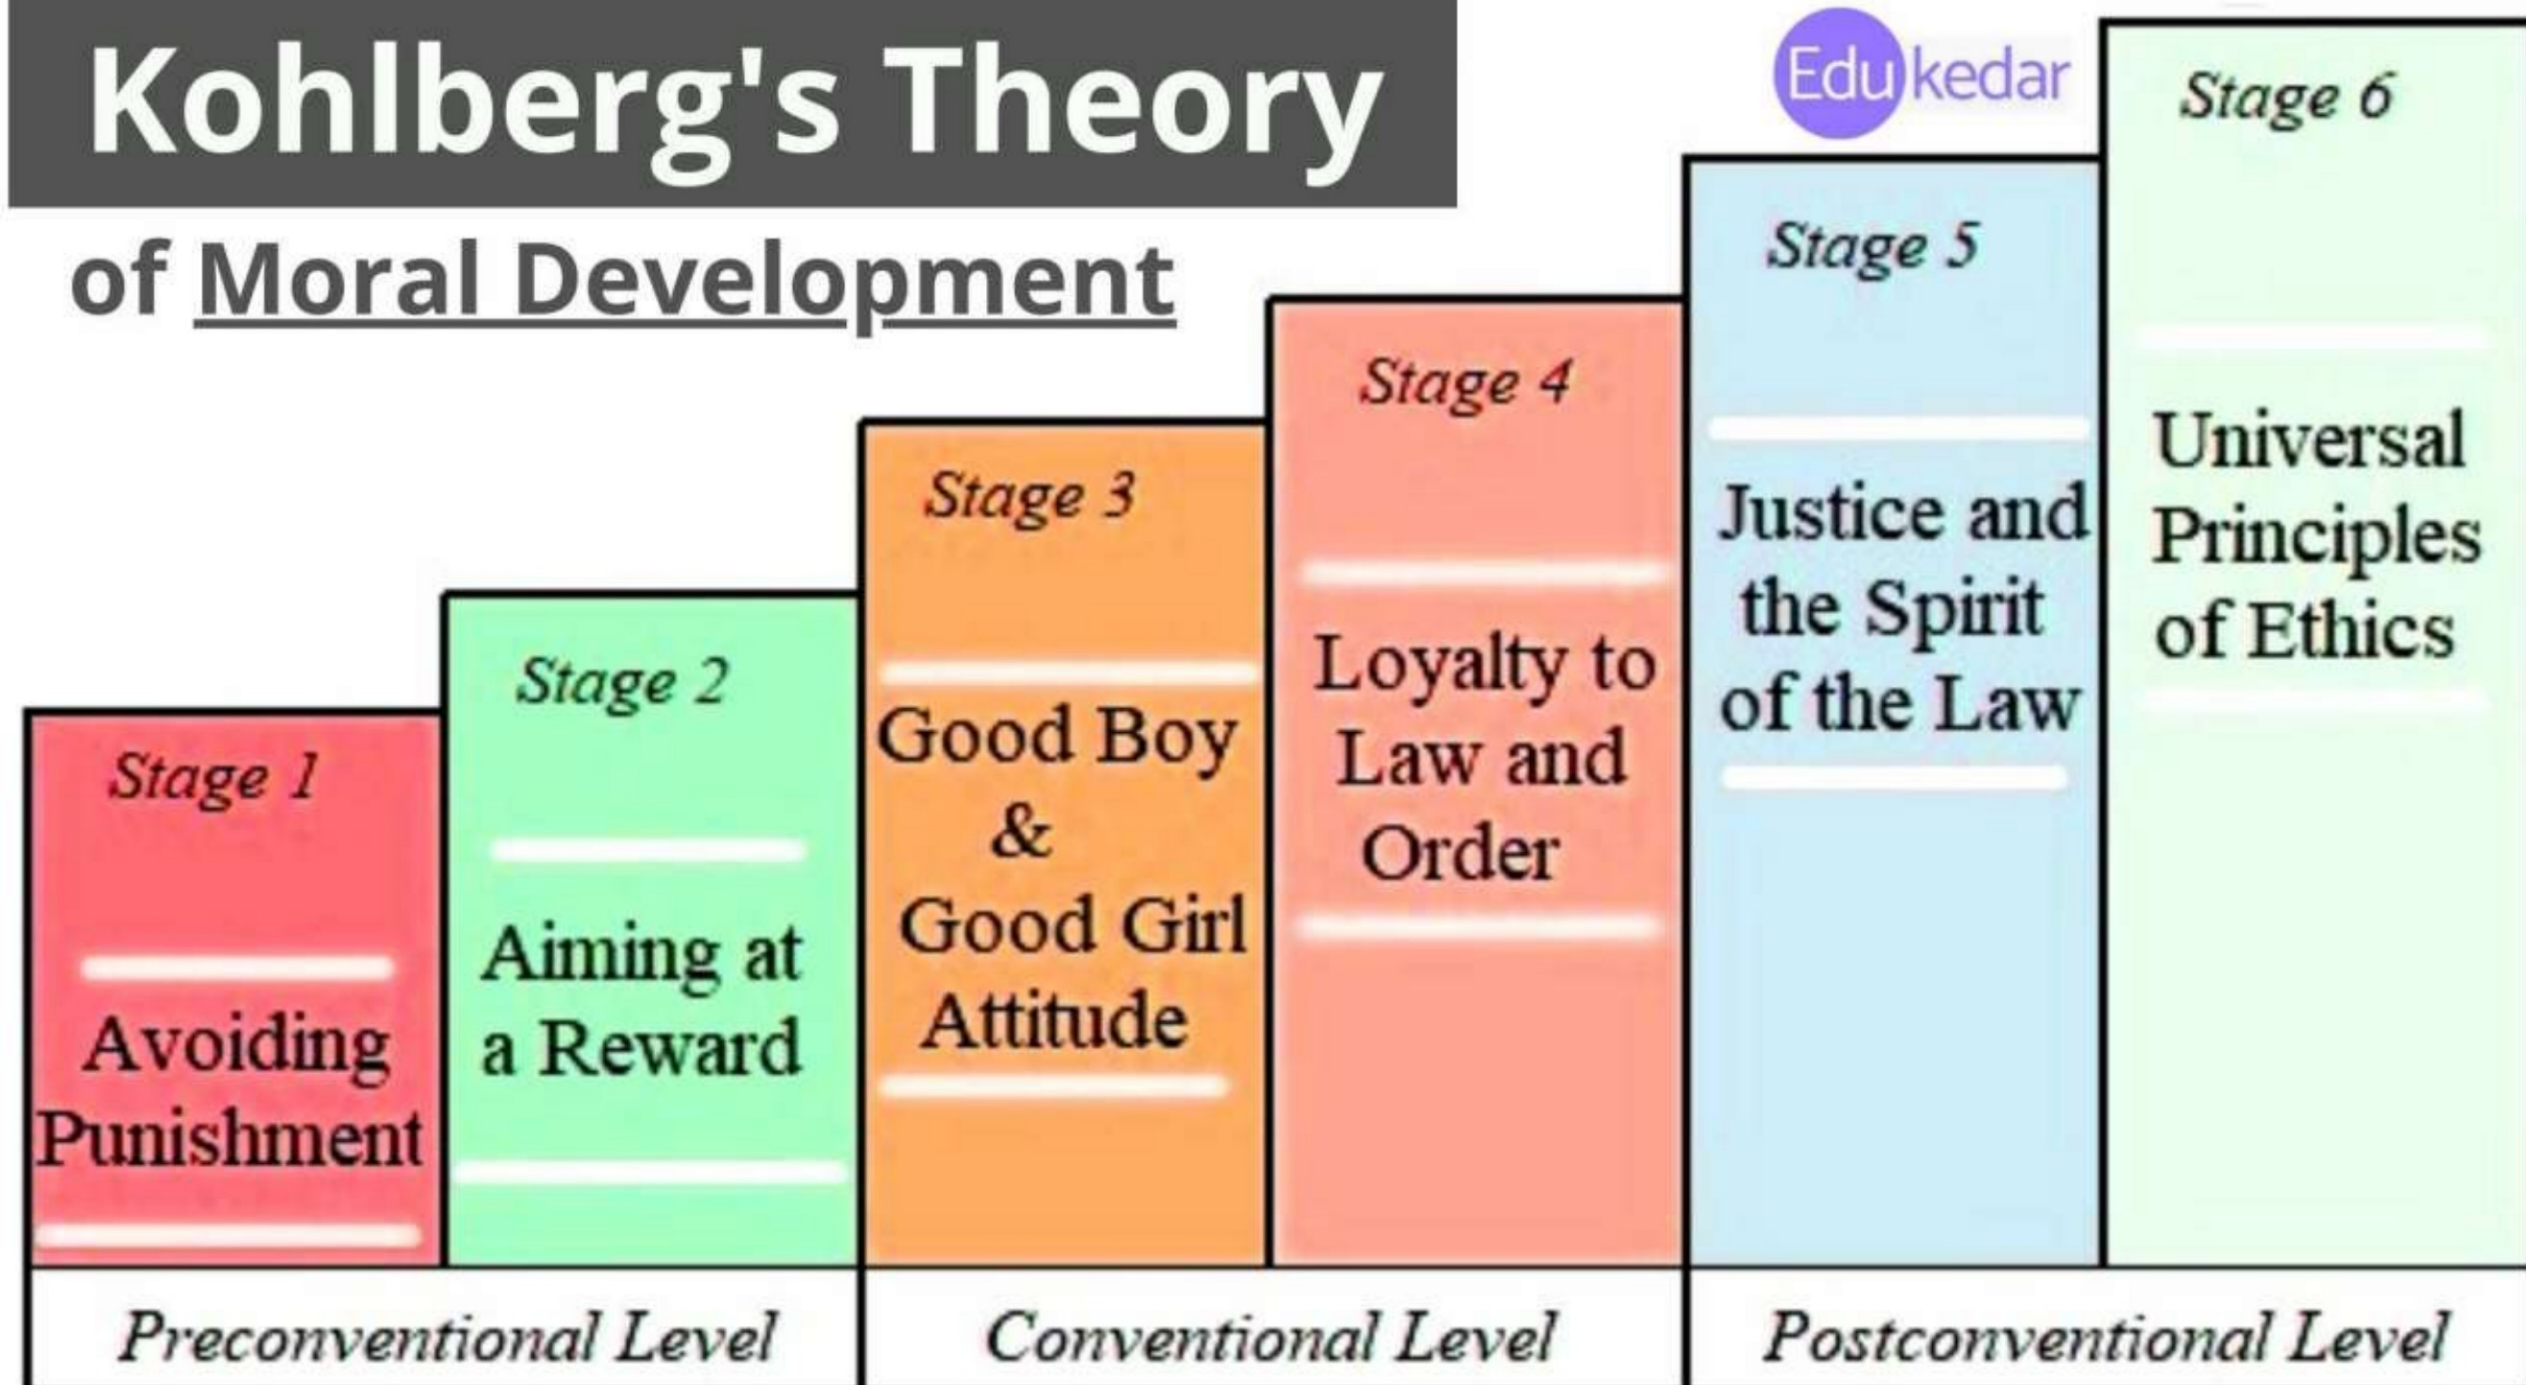 Kohlberg's Theory
of Moral Development
Edukedar
Stage 1
Avoiding
Punishment
Stage 2
Aiming at
a Reward
Stage 3
Good Boy
&
Good Girl
Attitude
Stage 4
Loyalty to
Law and
Order
Stage 5
Justice and
the Spirit
of the Law
Stage 6
Universal
Principles
of Ethics
Preconventional Level
Conventional Level
Postconventional Level